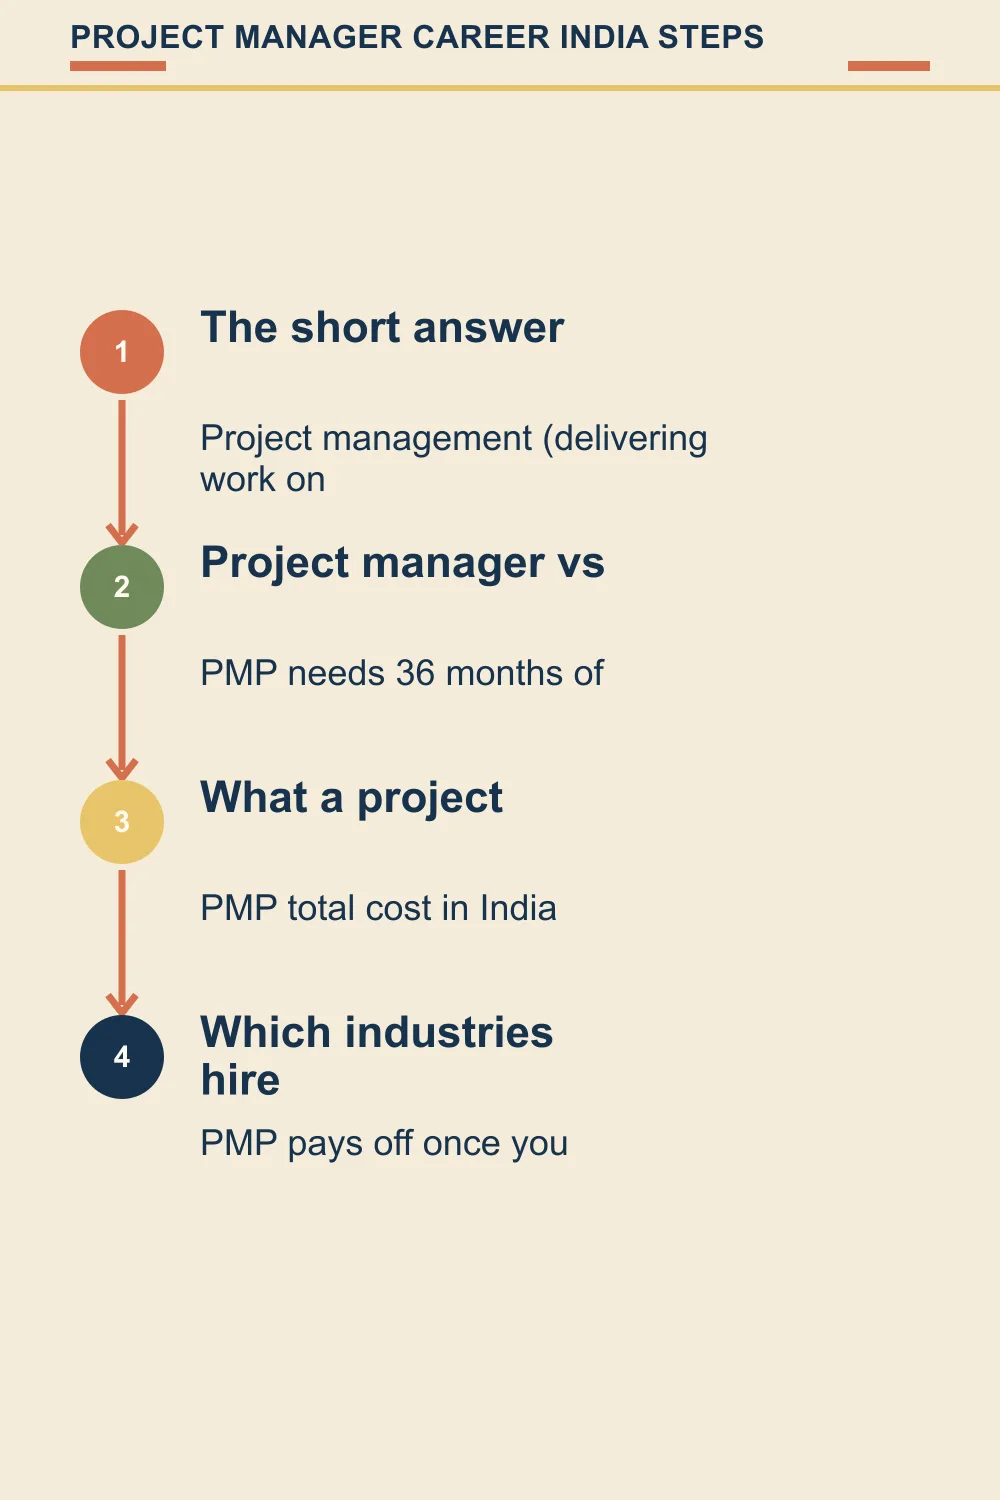 PROJECT MANAGER CAREER INDIA STEPS
1
The short answer
Project management (delivering
work on
2
Project manager vs
PMP needs 36 months of
3
What a project
PMP total cost in India
4
Which industries
hire
PMP pays off once you